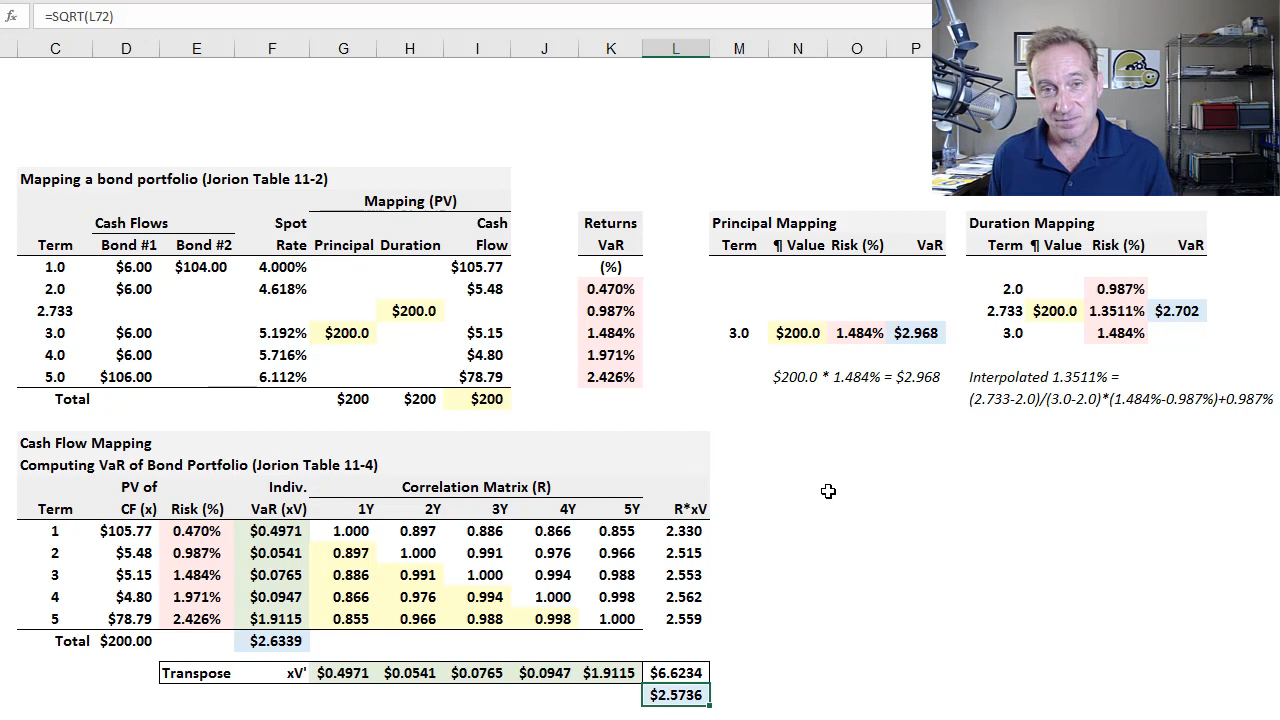 fx =SQRT(L72)
C D E F G H I J K L M N O P
Mapping a bond portfolio (Jorion Table 11-2)
Mapping (PV)
Cash Flows Spot Cash Returns Principal Mapping Duration Mapping
Term Bond #1 Bond #2 Rate Principal Duration Flow VaR Term ¶ Value Risk (%) VaR Term ¶ Value Risk (%) VaR
1.0 $6.00 $104.00 4.000% $105.77 (%)
2.0 $6.00 4.618% $5.48 0.470% 2.0 0.987%
2.733 $200.0 0.987% 2.733 $200.0 1.3511% $2.702
3.0 $6.00 5.192% $200.0 $5.15 1.484% 3.0 $200.0 1.484% $2.968 3.0 1.484%
4.0 $6.00 5.716% $4.80 1.971%
5.0 $106.00 6.112% $78.79 2.426% $200.0 * 1.484% = $2.968 Interpolated 1.3511% =
Total $200 $200 $200 (2.733-2.0)/(3.0-2.0)*(1.484%-0.987%)+0.987%
Cash Flow Mapping
Computing VaR of Bond Portfolio (Jorion Table 11-4)
PV of Indiv. Correlation Matrix (R)
Term CF (x) Risk (%) VaR (xV) 1Y 2Y 3Y 4Y 5Y R*xV
1 $105.77 0.470% $0.4971 1.000 0.897 0.886 0.866 0.855 2.330
2 $5.48 0.987% $0.0541 0.897 1.000 0.991 0.976 0.966 2.515
3 $5.15 1.484% $0.0765 0.886 0.991 1.000 0.994 0.988 2.553
4 $4.80 1.971% $0.0947 0.866 0.976 0.994 1.000 0.998 2.562
5 $78.79 2.426% $1.9115 0.855 0.966 0.988 0.998 1.000 2.559
Total $200.00 $2.6339
Transpose xV' $0.4971 $0.0541 $0.0765 $0.0947 $1.9115 $6.6234
$2.5736